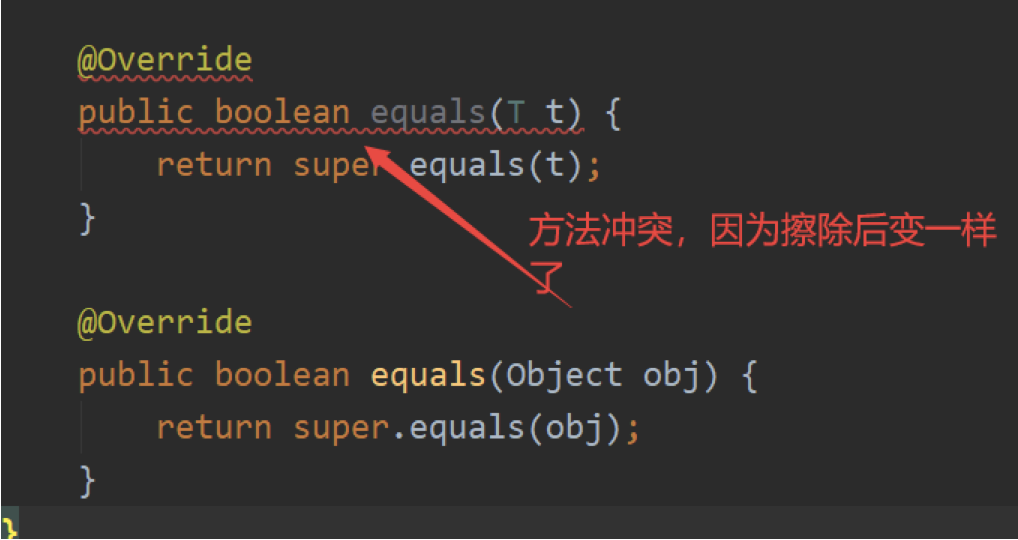 @Override
public boolean equals(T t) {
return super.equals(t);
}
方法冲突，因为擦除后变一样
了
@Override
public boolean equals(Object obj) {
return super.equals(obj);
}
}